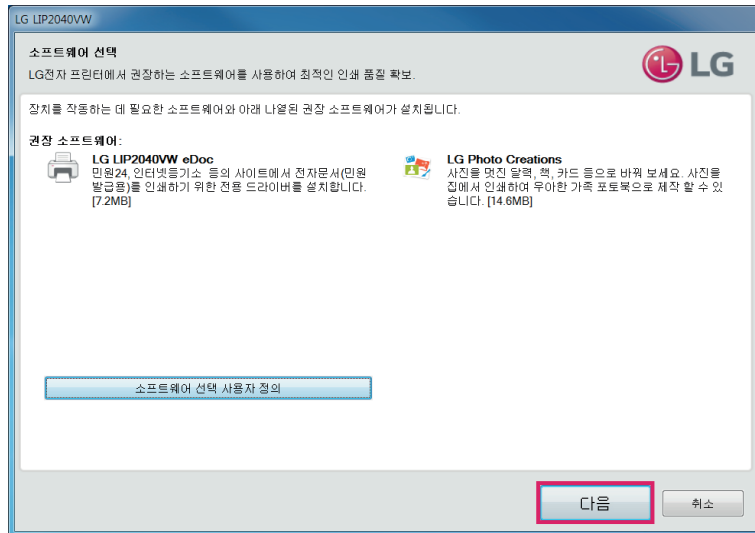 LG LIP2040VW
소프트웨어 선택
LG전자 프린터에서 권장하는 소프트웨어를 사용하여 최적인 인쇄 품질 확보.
LG
장치를 작동하는 데 필요한 소프트웨어와 아래 나열된 권장 소프트웨어가 설치됩니다.
권장 소프트웨어:
LG LIP2040VW eDoc
민원24, 인터넷등기소 등의 사이트에서 전자문서(민원
발급용)를 인쇄하기 위한 전용 드라이버를 설치합니다.
[7.2MB]
LG Photo Creations
사진을 멋진 달력, 책, 카드 등으로 바꿔 보세요. 사진을
집에서 인쇄하여 우아한 가족 포토북으로 제작 할 수 있
습니다. [14.6MB]
소프트웨어 선택 사용자 정의
다음
취소